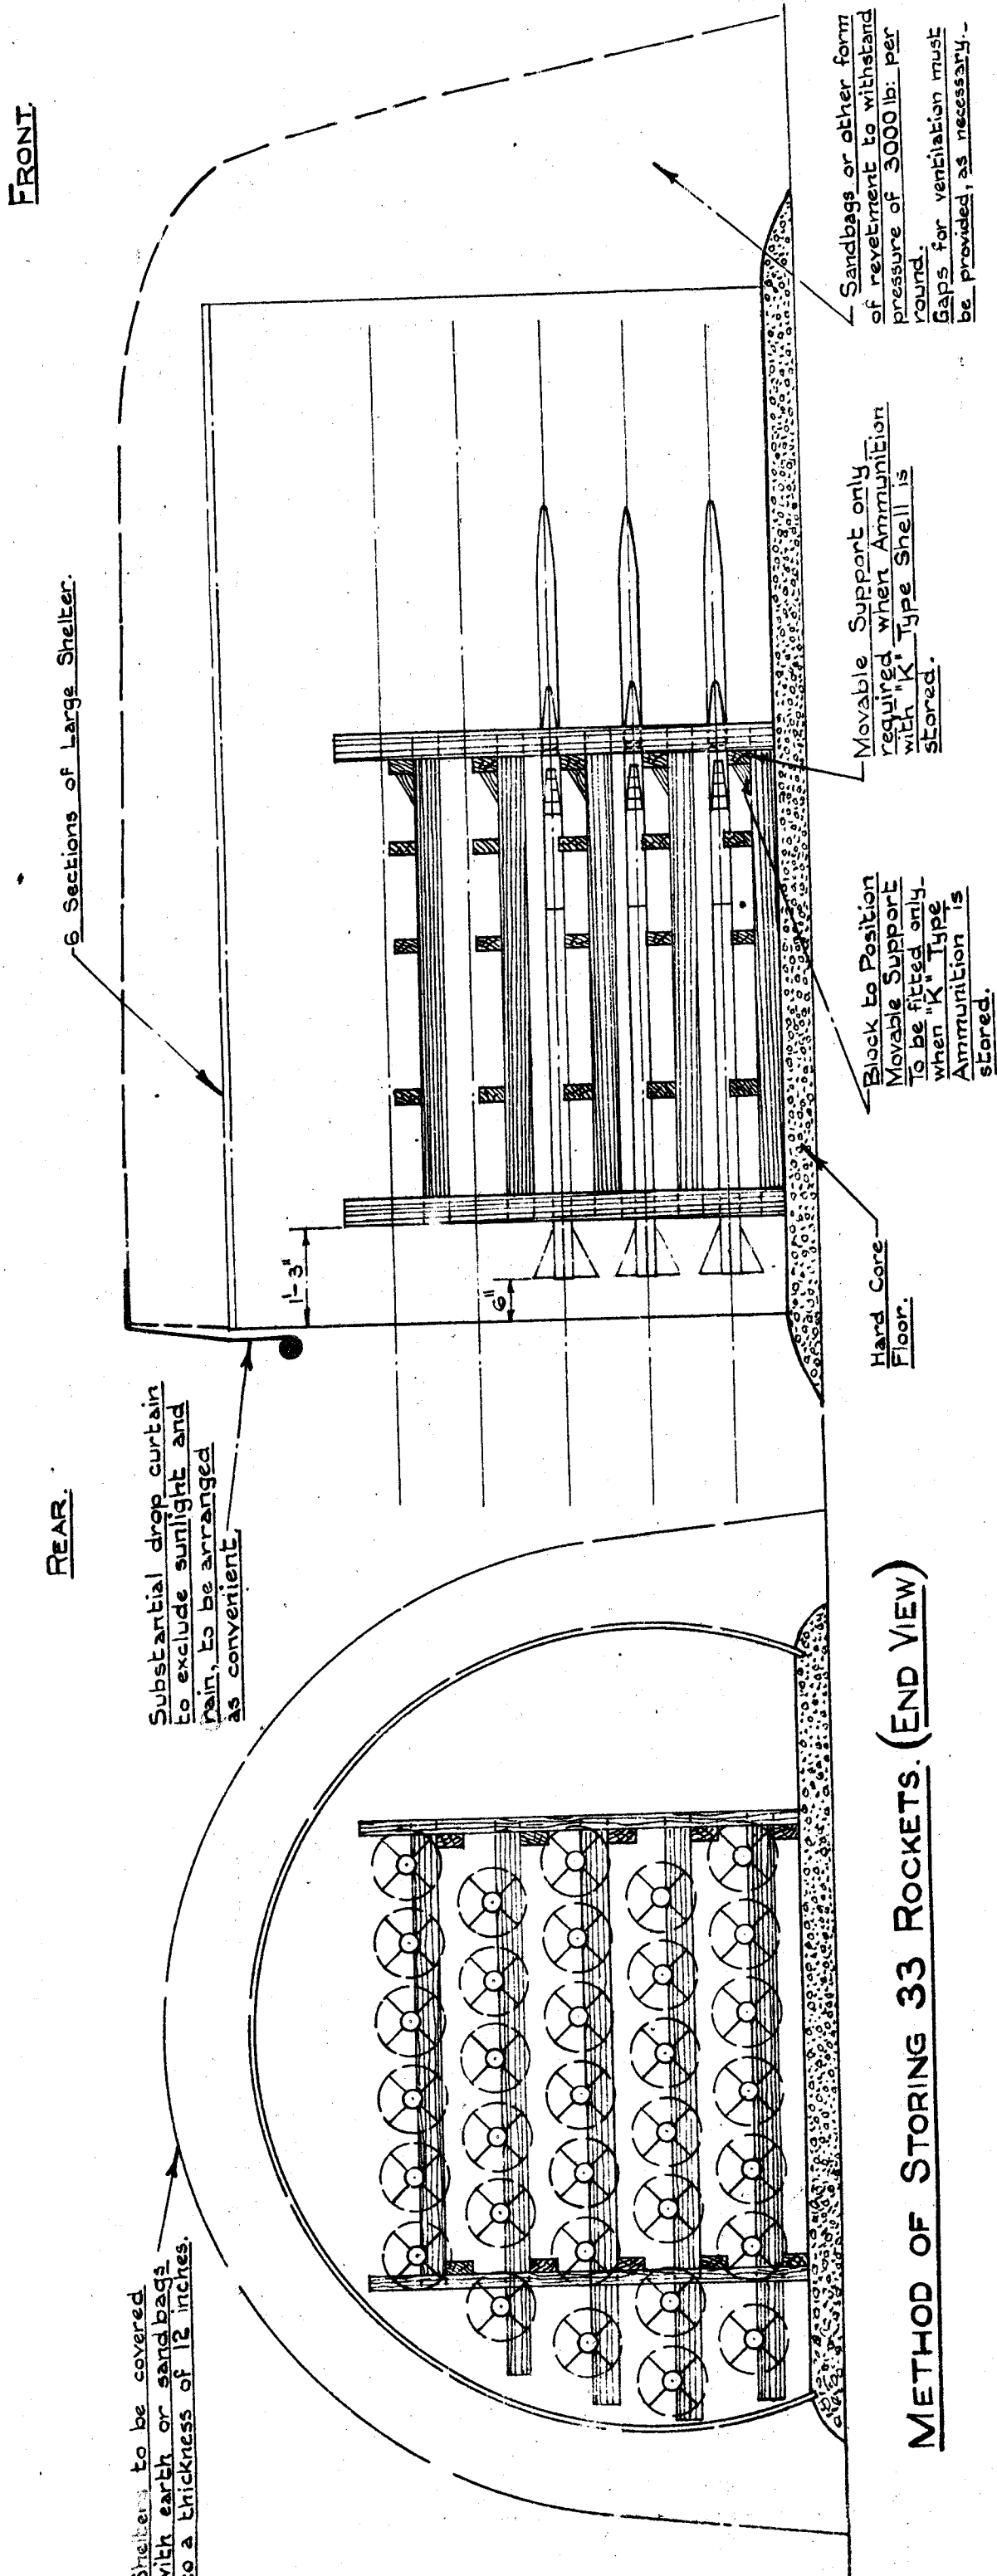 Shelters to be covered
with earth or sandbags
to a thickness of 12 inches.
REAR.
Substantial drop curtain
to exclude sunlight and
rain, to be arranged
as convenient.
6 Sections of Large Shelter.
FRONT.
1'-3"
6"
Hard Core
Floor.
Block to Position
Movable Support
To be fitted only
when "K" Type
Ammunition is
stored.
Movable Support only
required when Ammunition
with "K" Type Shell is
stored.
Sandbags or other form
of revetment to withstand
pressure of 3000 lb: per
round.
Gaps for ventilation must
be provided, as necessary.
METHOD OF STORING 33 ROCKETS. (END VIEW)